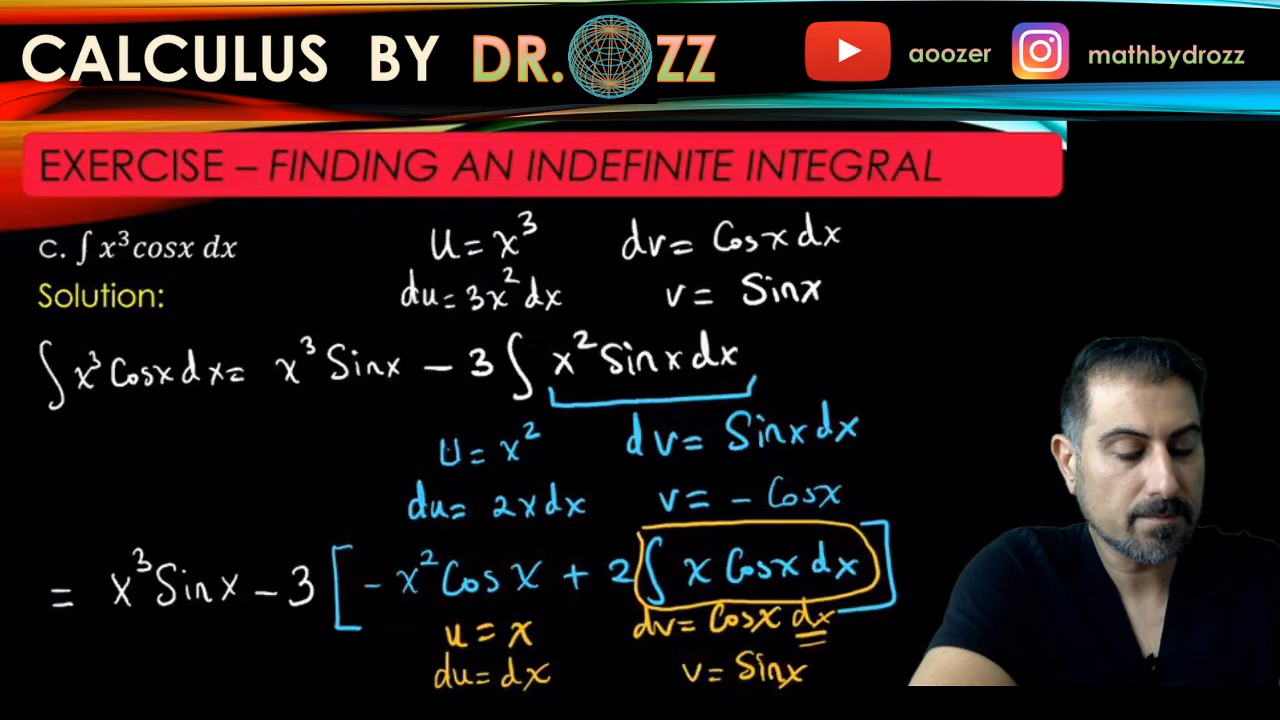 CALCULUS BY DR. ZZ
aoozer
mathbydrozz
EXERCISE – FINDING AN INDEFINITE INTEGRAL
c. ∫ x³cosx dx
u = x³ dv = Cosx dx
Solution:
du = 3x² dx v = Sinx
∫ x³ Cosx dx = x³ Sinx − 3 ∫ x² Sinx dx
U = x² dv = Sinx dx
du = 2x dx v = − Cosx
= x³ Sinx − 3 [ − x² Cosx + 2 ∫ x Cosx dx ]
u = x dv = Cosx dx
du = dx v = Sinx